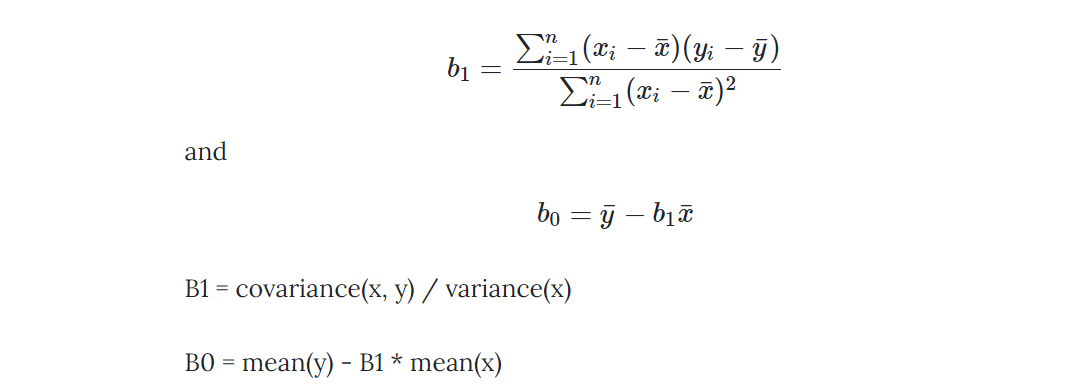 b₁ = ∑ⁿᵢ₌₁(xᵢ − x̄)(yᵢ − ȳ) / ∑ⁿᵢ₌₁(xᵢ − x̄)²
and
b₀ = ȳ − b₁x̄
B1 = covariance(x, y) / variance(x)
B0 = mean(y) - B1 * mean(x)